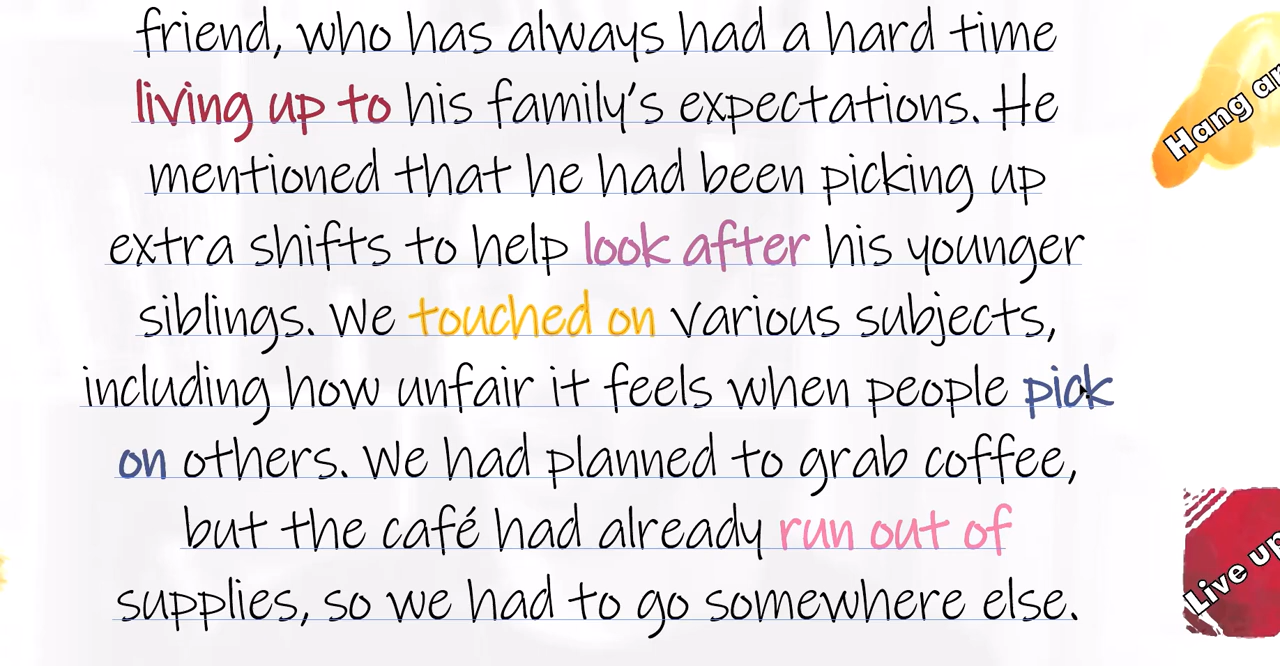 friend, who has always had a hard time
living up to his family's expectations. He
mentioned that he had been picking up
extra shifts to help look after his younger
siblings. We touched on various subjects,
including how unfair it feels when people pick
on others. We had planned to grab coffee,
but the café had already run out of
supplies, so we had to go somewhere else.
Hang ar
Live up